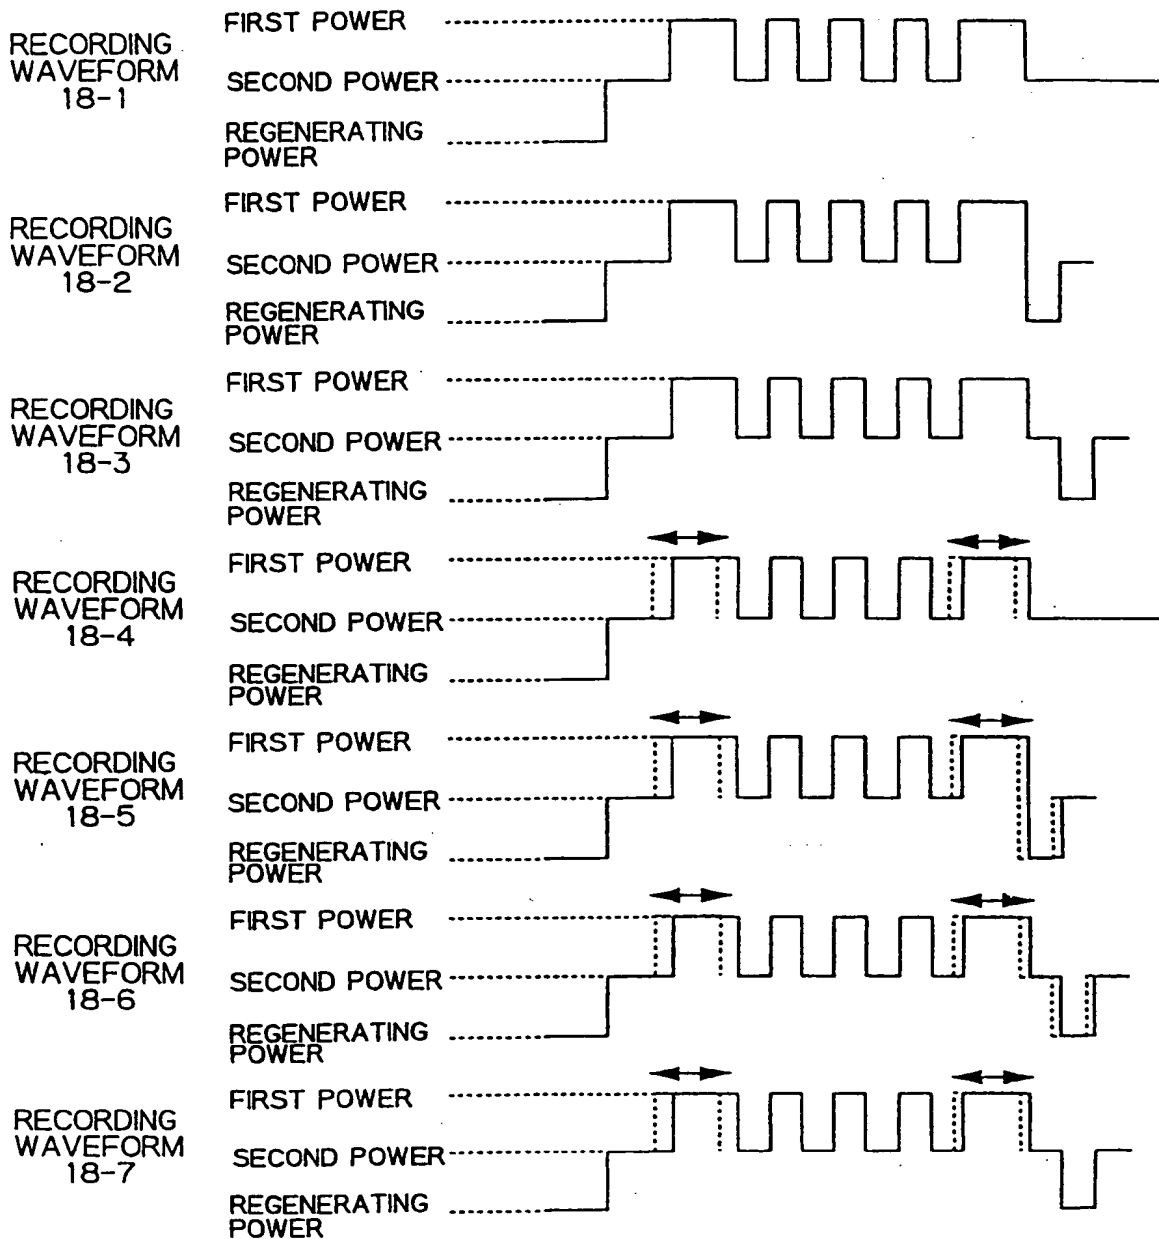 FIRST POWER
RECORDING
WAVEFORM
18-1
SECOND POWER
REGENERATING
POWER
FIRST POWER
RECORDING
WAVEFORM
18-2
SECOND POWER
REGENERATING
POWER
FIRST POWER
RECORDING
WAVEFORM
18-3
SECOND POWER
REGENERATING
POWER
FIRST POWER
RECORDING
WAVEFORM
18-4
SECOND POWER
REGENERATING
POWER
FIRST POWER
RECORDING
WAVEFORM
18-5
SECOND POWER
REGENERATING
POWER
FIRST POWER
RECORDING
WAVEFORM
18-6
SECOND POWER
REGENERATING
POWER
FIRST POWER
RECORDING
WAVEFORM
18-7
SECOND POWER
REGENERATING
POWER